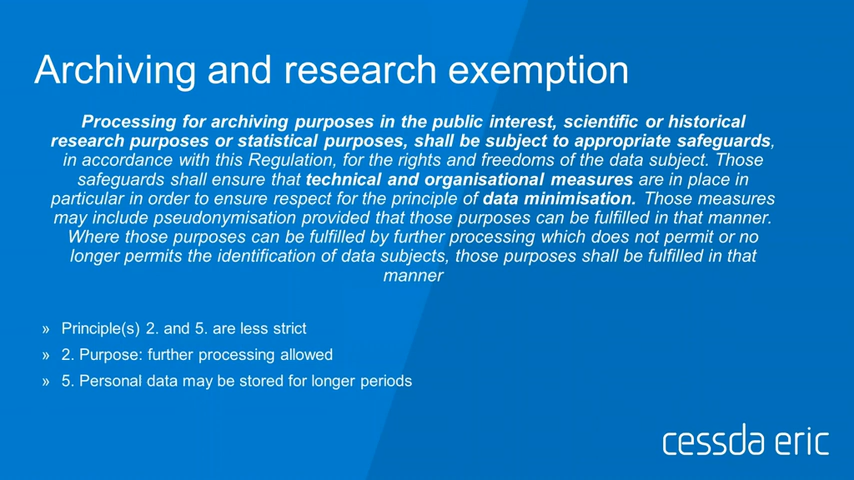 Archiving and research exemption
Processing for archiving purposes in the public interest, scientific or historical
research purposes or statistical purposes, shall be subject to appropriate safeguards,
in accordance with this Regulation, for the rights and freedoms of the data subject. Those
safeguards shall ensure that technical and organisational measures are in place in
particular in order to ensure respect for the principle of data minimisation. Those measures
may include pseudonymisation provided that those purposes can be fulfilled in that manner.
Where those purposes can be fulfilled by further processing which does not permit or no
longer permits the identification of data subjects, those purposes shall be fulfilled in that
manner
» Principle(s) 2. and 5. are less strict
» 2. Purpose: further processing allowed
» 5. Personal data may be stored for longer periods
cessda eric